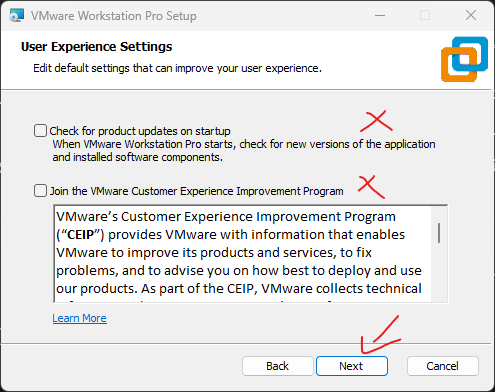 VMware Workstation Pro Setup
User Experience Settings
Edit default settings that can improve your user experience.
Check for product updates on startup
When VMware Workstation Pro starts, check for new versions of the application
and installed software components.
Join the VMware Customer Experience Improvement Program
VMware's Customer Experience Improvement Program
("CEIP") provides VMware with information that enables
VMware to improve its products and services, to fix
problems, and to advise you on how best to deploy and use
our products. As part of the CEIP, VMware collects technical
Learn More
Back
Next
Cancel